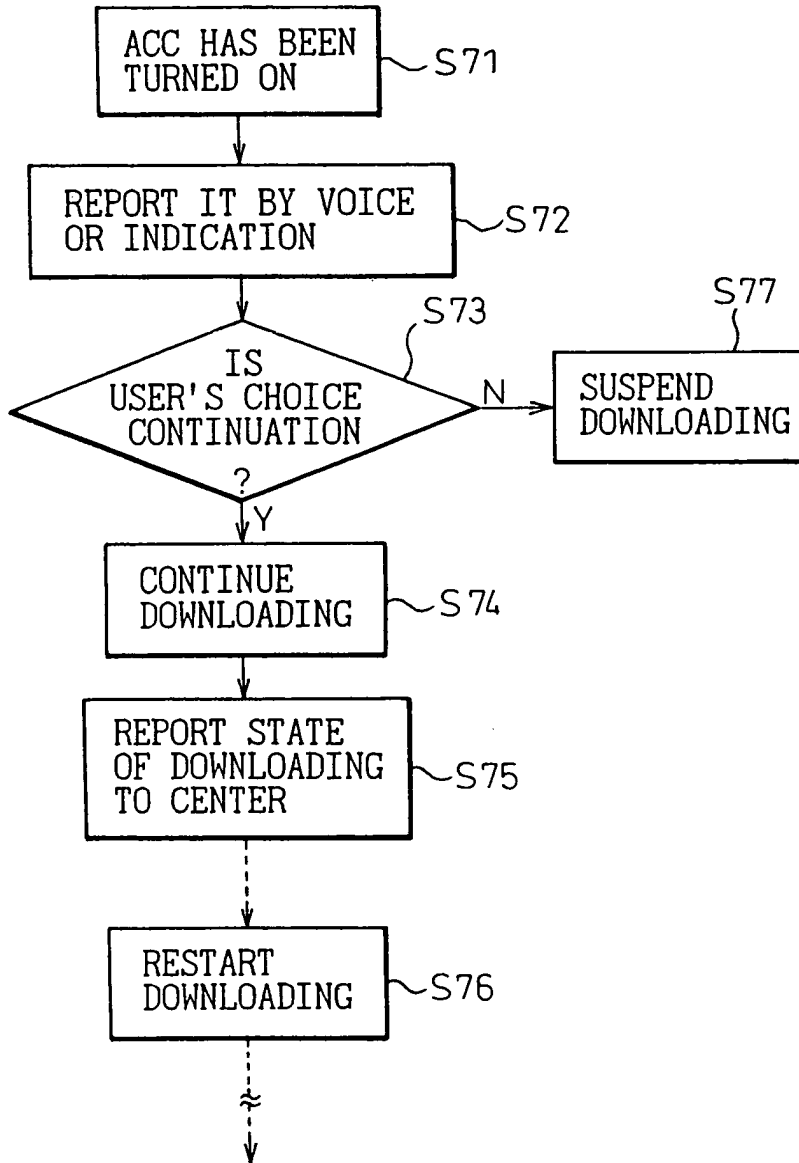 ACC HAS BEEN
TURNED ON
S71
REPORT IT BY VOICE
OR INDICATION
S72
S73
IS
USER'S CHOICE
CONTINUATION
?
N
S77
SUSPEND
DOWNLOADING
Y
CONTINUE
DOWNLOADING
S74
REPORT STATE
OF DOWNLOADING
TO CENTER
S75
RESTART
DOWNLOADING
S76